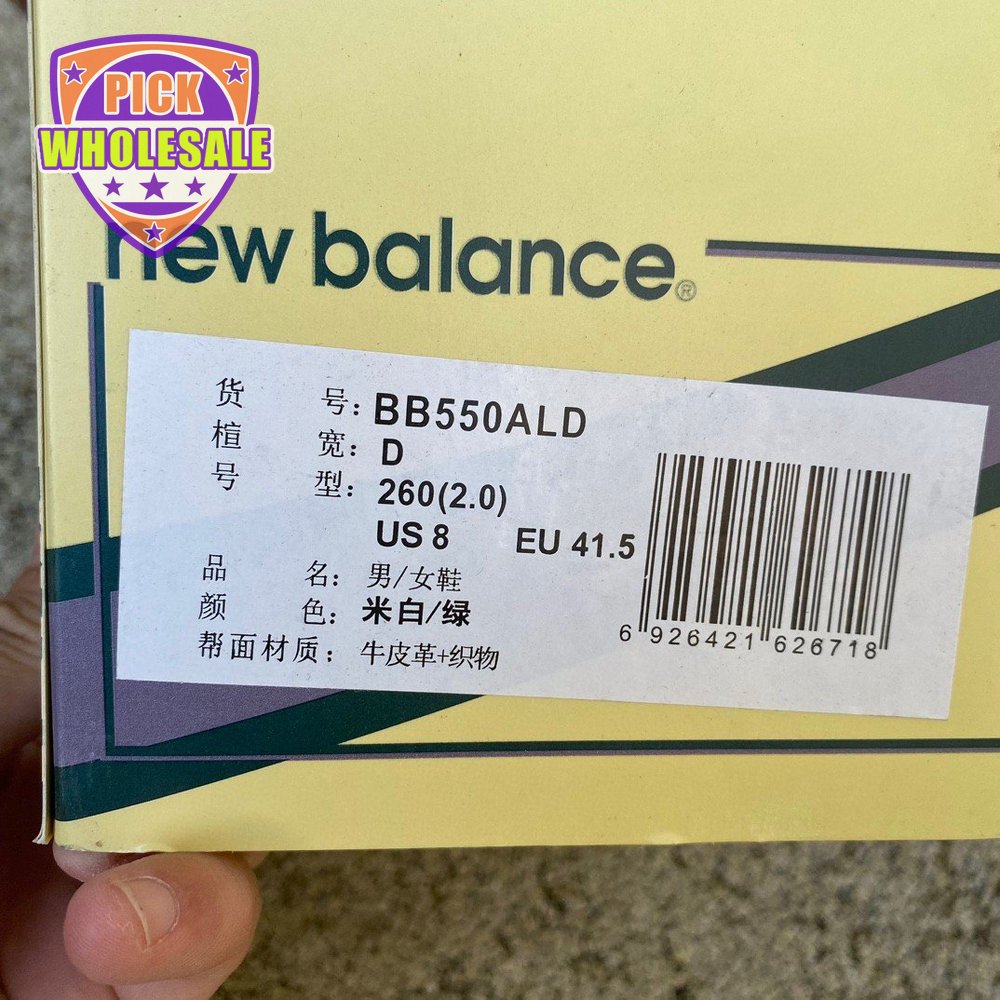 PICK
WHOLESALE
new balance®
货 号: BB550ALD
楦 宽: D
号 型: 260(2.0)
US 8 EU 41.5
品 名: 男/女鞋
颜 色: 米白/绿
帮面材质: 牛皮革+织物
6 926421 626718